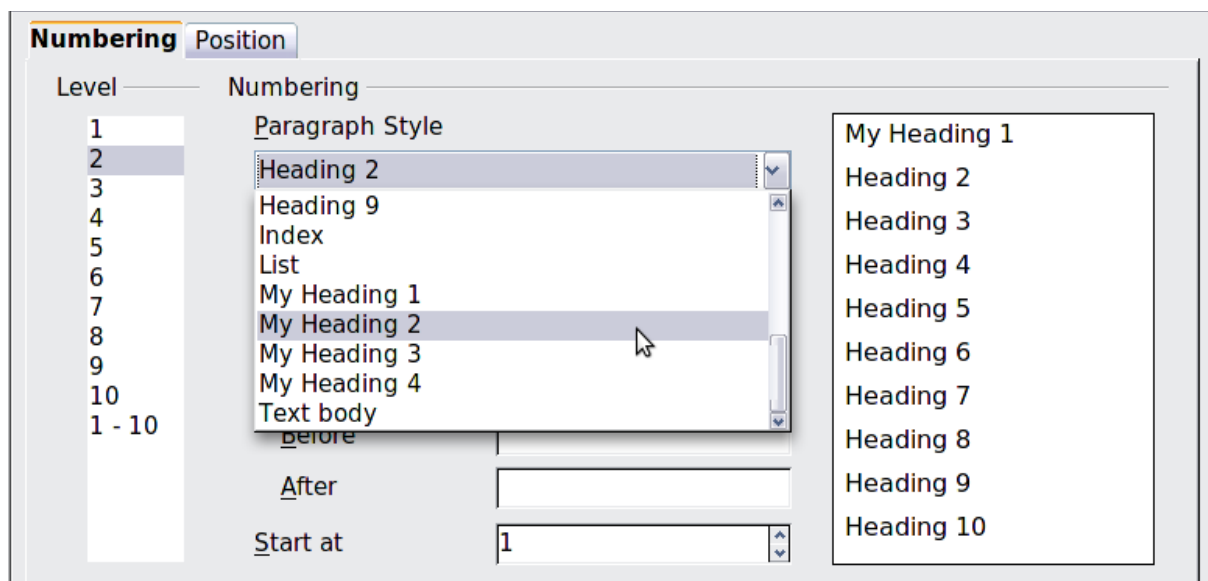 Numbering Position
Level
1
2
3
4
5
6
7
8
9
10
1 - 10
Numbering
Paragraph Style
Heading 2
Heading 9
Index
List
My Heading 1
My Heading 2
My Heading 3
My Heading 4
Text body
Before
After
Start at 1
My Heading 1
Heading 2
Heading 3
Heading 4
Heading 5
Heading 6
Heading 7
Heading 8
Heading 9
Heading 10